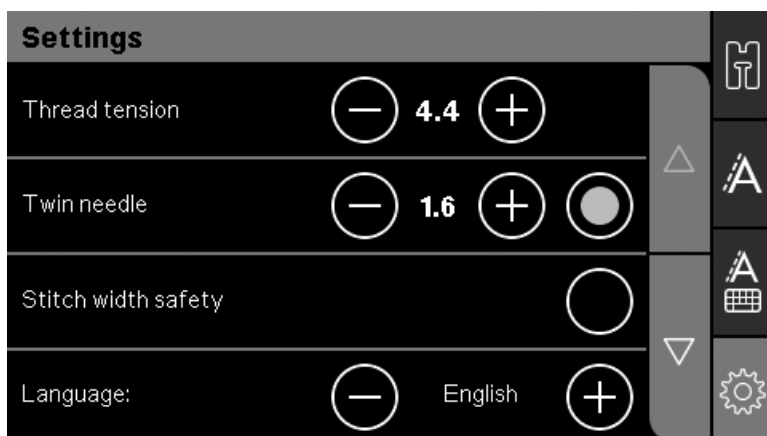 Settings
Thread tension 4.4
Twin needle 1.6
Stitch width safety
Language: English
A
A